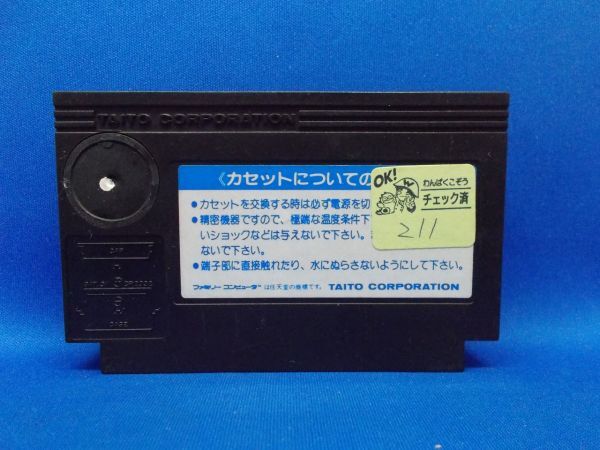 TAITO CORPORATION
《カセットについての
●カセットを交換する時は必ず電源を切
●精密機器ですので、極端な温度条件下
いショックなどは与えないで下さい。
ないで下さい。
●端子部に直接触れたり、水にぬらさないようにして下さい。
ファミリーコンピュータ™は任天堂の商標です。 TAITO CORPORATION
OK!
わんぱくこぞう
チェック済
211